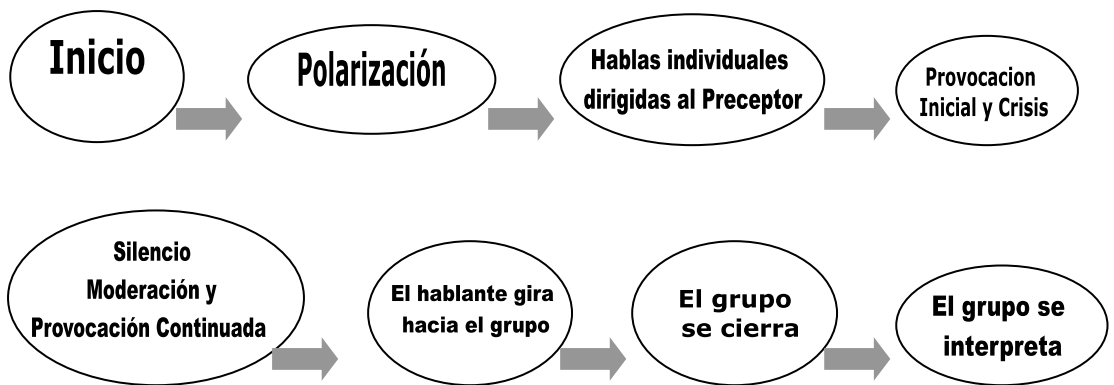 Inicio
Polarización
Hablas individuales
dirigidas al Preceptor
Provocacion
Inicial y Crisis
Silencio
Moderación y
Provocación Continuada
El hablante gira
hacia el grupo
El grupo
se cierra
El grupo se
interpreta